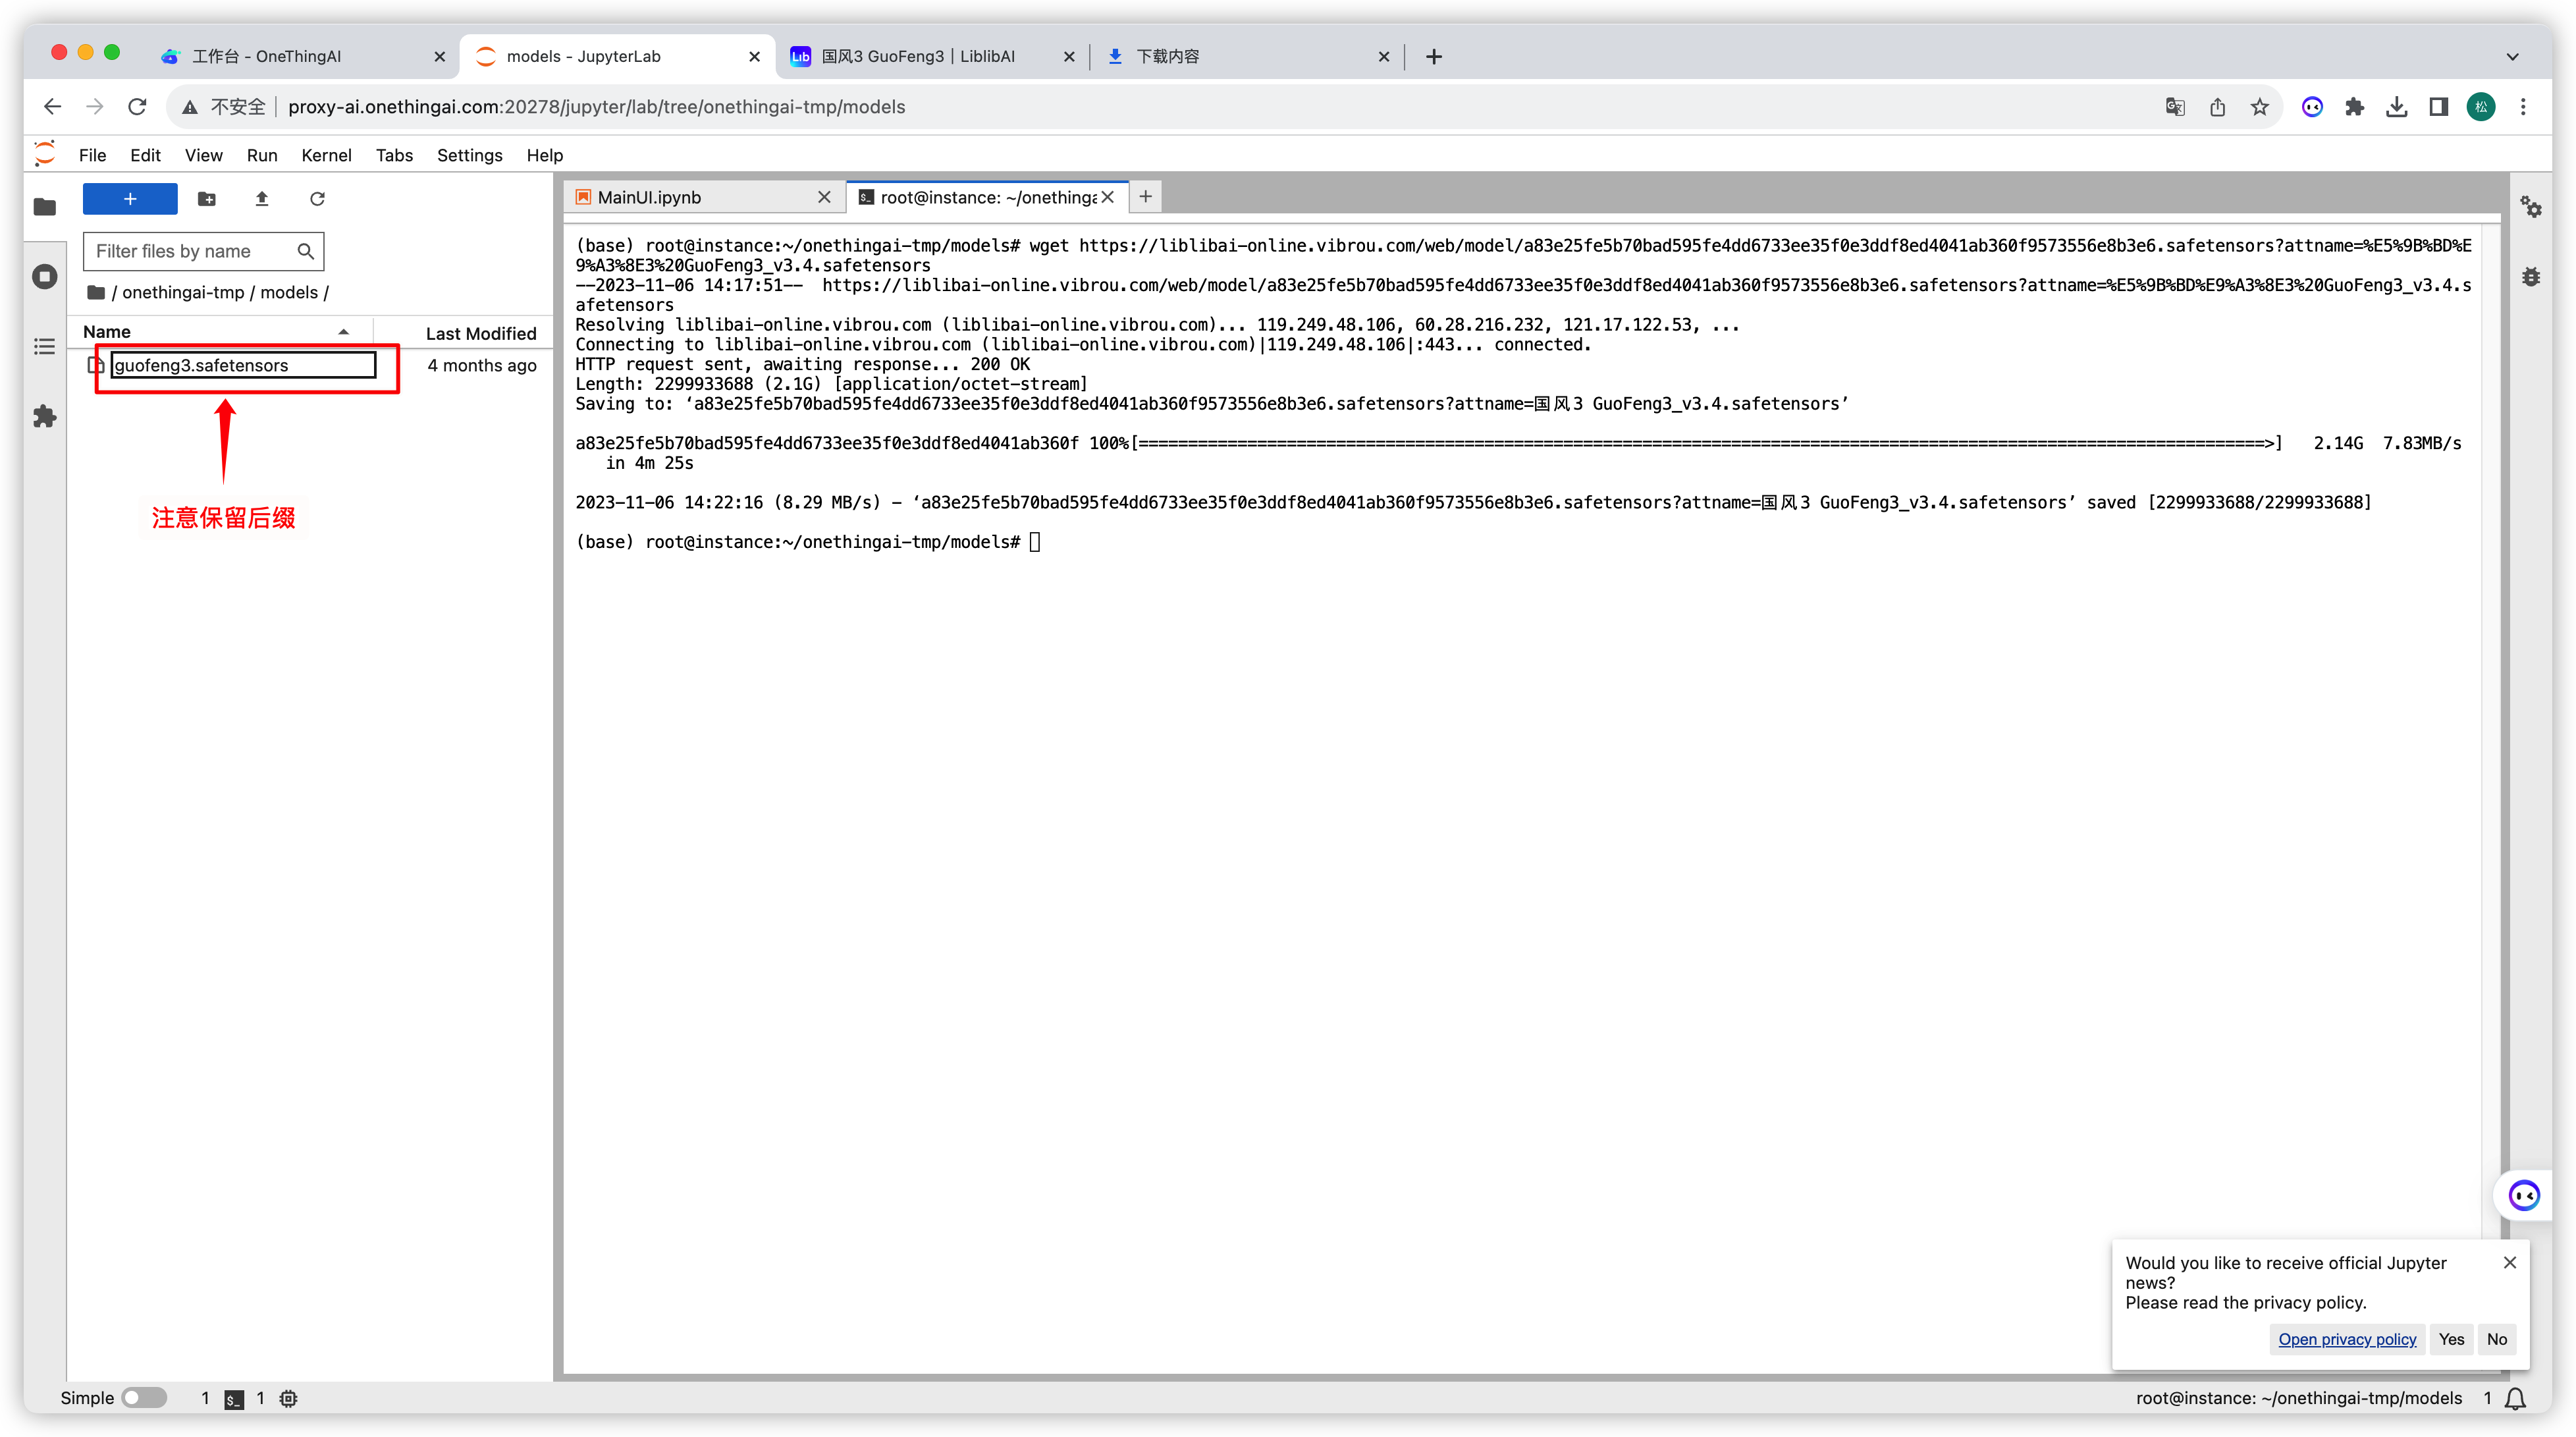 工作台 - OneThingAI
models - JupyterLab
Lib
国风3 GuoFeng3 | LiblibAI
下载内容
不安全
proxy-ai.onethingai.com:20278/jupyter/lab/tree/onethingai-tmp/models
松
File Edit View Run Kernel Tabs Settings Help
+
Filter files by name
/ onethingai-tmp / models /
Name
Last Modified
guofeng3.safetensors
4 months ago
注意保留后缀
MainUI.ipynb
root@instance: ~/onethinga
(base) root@instance:~/onethingai-tmp/models# wget https://liblibai-online.vibrou.com/web/model/a83e25fe5b70bad595fe4dd6733ee35f0e3ddf8ed4041ab360f9573556e8b3e6.safetensors?attname=%E5%9B%BD%E
9%A3%8E3%20GuoFeng3_v3.4.safetensors
--2023-11-06 14:17:51--  https://liblibai-online.vibrou.com/web/model/a83e25fe5b70bad595fe4dd6733ee35f0e3ddf8ed4041ab360f9573556e8b3e6.safetensors?attname=%E5%9B%BD%E9%A3%8E3%20GuoFeng3_v3.4.s
afetensors
Resolving liblibai-online.vibrou.com (liblibai-online.vibrou.com)... 119.249.48.106, 60.28.216.232, 121.17.122.53, ...
Connecting to liblibai-online.vibrou.com (liblibai-online.vibrou.com)|119.249.48.106|:443... connected.
HTTP request sent, awaiting response... 200 OK
Length: 2299933688 (2.1G) [application/octet-stream]
Saving to: ‘a83e25fe5b70bad595fe4dd6733ee35f0e3ddf8ed4041ab360f9573556e8b3e6.safetensors?attname=国风3 GuoFeng3_v3.4.safetensors’
a83e25fe5b70bad595fe4dd6733ee35f0e3ddf8ed4041ab360f 100%[==================================================================================================================>]   2.14G  7.83MB/s
in 4m 25s
2023-11-06 14:22:16 (8.29 MB/s) - ‘a83e25fe5b70bad595fe4dd6733ee35f0e3ddf8ed4041ab360f9573556e8b3e6.safetensors?attname=国风3 GuoFeng3_v3.4.safetensors’ saved [2299933688/2299933688]
(base) root@instance:~/onethingai-tmp/models#
Would you like to receive official Jupyter
news?
Please read the privacy policy.
Open privacy policy Yes No
Simple 1 $_ 1
root@instance: ~/onethingai-tmp/models 1